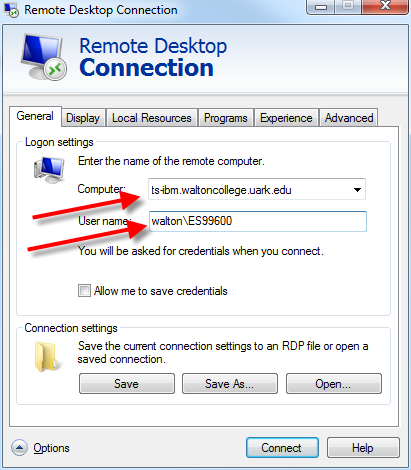 Remote Desktop Connection
Remote Desktop
Connection
General Display Local Resources Programs Experience Advanced
Logon settings
Enter the name of the remote computer.
Computer: ts-ibm.waltoncollege.uark.edu
User name: walton\ES99600
You will be asked for credentials when you connect.
Allow me to save credentials
Connection settings
Save the current connection settings to an RDP file or open a
saved connection.
Save Save As... Open...
Options Connect Help